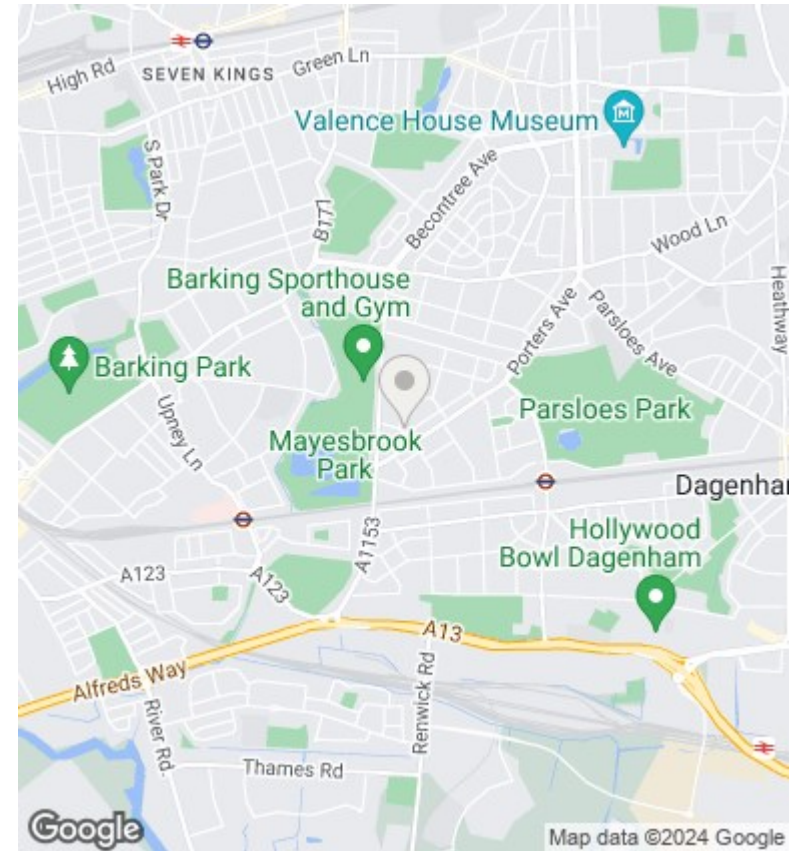 High Rd
SEVEN KINGS
Green Ln
Valence House Museum
S Park Dr
B177
Becontree Ave
Wood Ln
Heathway
Barking Sporthouse
and Gym
Porters Ave
Parsloes Ave
Barking Park
Upney Ln
Mayesbrook
Park
Parsloes Park
Dagenha
A1153
Hollywood
Bowl Dagenham
A123
A123
A13
Alfreds Way
River Rd.
Renwick Rd
Thames Rd
Google
Map data ©2024 Google